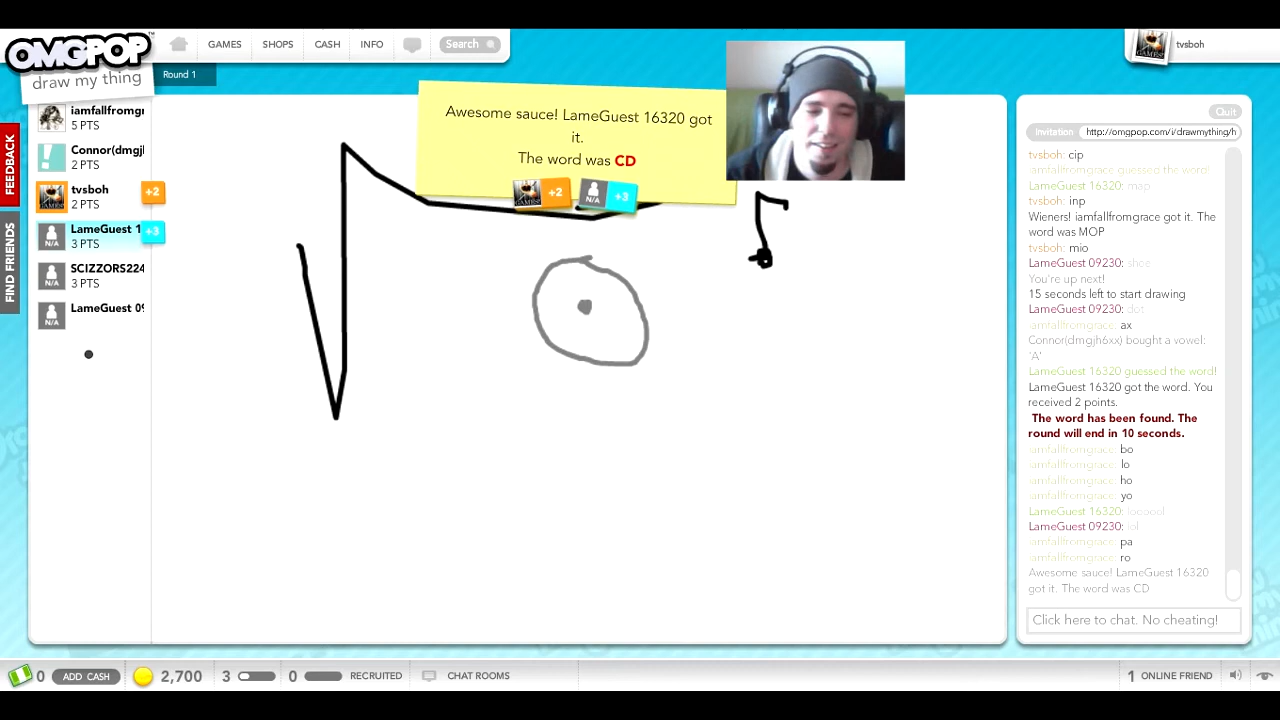 OMGPOP
draw my thing
GAMES
SHOPS
CASH
INFO
Search
tvsboh
Round 1
FEEDBACK
FIND FRIENDS
iamfallfromgr
5 PTS
Connor(dmgjl
2 PTS
tvsboh
2 PTS
+2
LameGuest 1
3 PTS
+3
SCIZZORS224
3 PTS
LameGuest 09
N/A
N/A
N/A
Awesome sauce! LameGuest 16320 got
it.
The word was CD
+2
N/A
+3
Quit
Invitation http://omgpop.com/i/drawmything/h
tvsboh: cip
iamfallfromgrace guessed the word!
LameGuest 16320: map
tvsboh: inp
Wieners! iamfallfromgrace got it. The
word was MOP
tvsboh: mio
LameGuest 09230: shoe
You're up next!
15 seconds left to start drawing
LameGuest 09230: dot
iamfallfromgrace: ax
Connor(dmgjh6xx) bought a vowel:
'A'
LameGuest 16320 guessed the word!
LameGuest 16320 got the word. You
received 2 points.
The word has been found. The
round will end in 10 seconds.
iamfallfromgrace: bo
iamfallfromgrace: lo
iamfallfromgrace: ho
iamfallfromgrace: yo
LameGuest 16320: looool
LameGuest 09230: lol
iamfallfromgrace: pa
iamfallfromgrace: ro
Awesome sauce! LameGuest 16320
got it. The word was CD
Click here to chat. No cheating!
0
ADD CASH
2,700
3
0
RECRUITED
CHAT ROOMS
1 ONLINE FRIEND